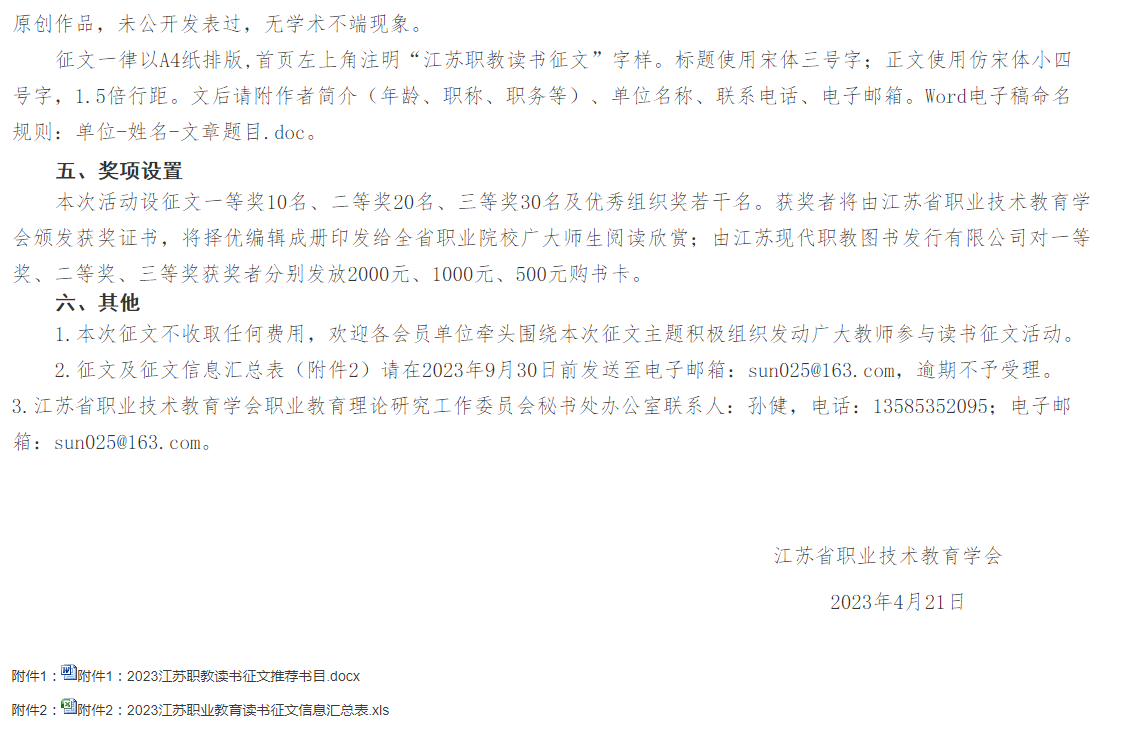 原创作品，未公开发表过，无学术不端现象。
征文一律以A4纸排版,首页左上角注明“江苏职教读书征文”字样。标题使用宋体三号字；正文使用仿宋体小四
号字，1.5倍行距。文后请附作者简介（年龄、职称、职务等）、单位名称、联系电话、电子邮箱。Word电子稿命名
规则：单位-姓名-文章题目.doc。
五、奖项设置
本次活动设征文一等奖10名、二等奖20名、三等奖30名及优秀组织奖若干名。获奖者将由江苏省职业技术教育学
会颁发获奖证书，将择优编辑成册印发给全省职业院校广大师生阅读欣赏；由江苏现代职教图书发行有限公司对一等
奖、二等奖、三等奖获奖者分别发放2000元、1000元、500元购书卡。
六、其他
1.本次征文不收取任何费用，欢迎各会员单位牵头围绕本次征文主题积极组织发动广大教师参与读书征文活动。
2.征文及征文信息汇总表（附件2）请在2023年9月30日前发送至电子邮箱：sun025@163.com，逾期不予受理。
3.江苏省职业技术教育学会职业教育理论研究工作委员会秘书处办公室联系人：孙健，电话：13585352095；电子邮
箱：sun025@163.com。
江苏省职业技术教育学会
2023年4月21日
附件1：附件1：2023江苏职教读书征文推荐书目.docx
附件2：附件2：2023江苏职业教育读书征文信息汇总表.xls